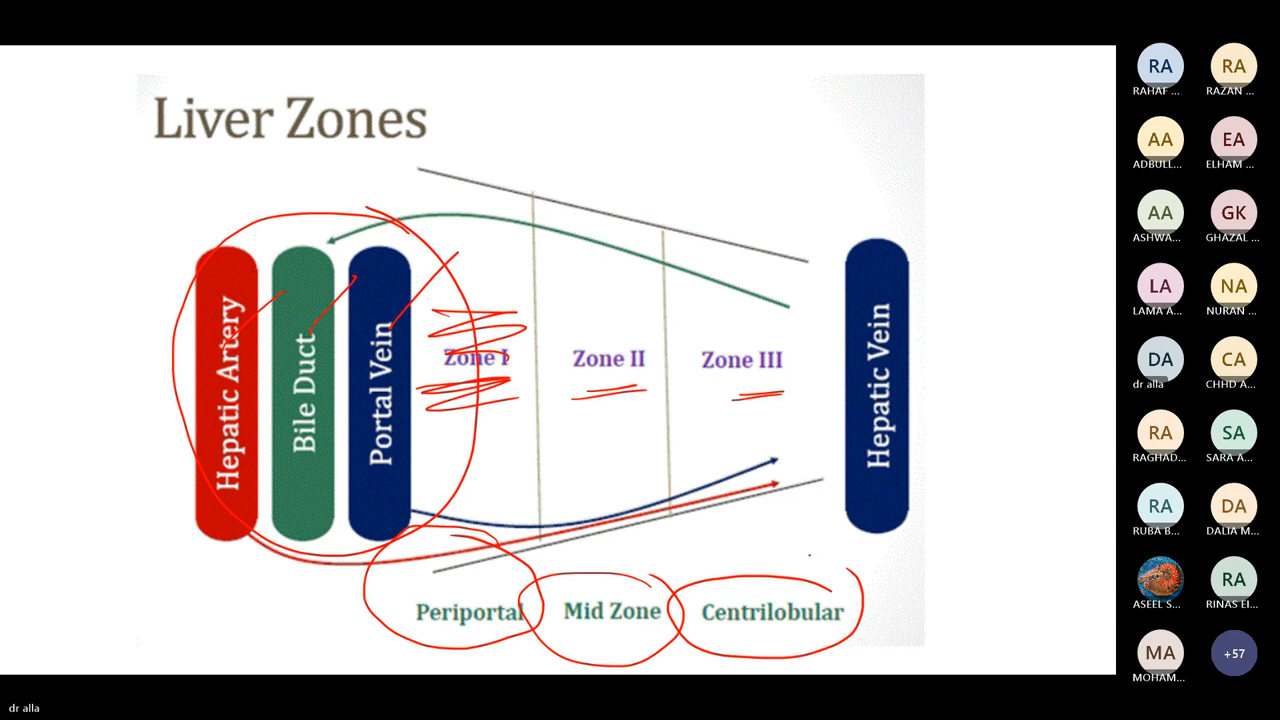 Liver Zones
Hepatic Artery
Bile Duct
Portal Vein
Zone I
Zone II
Zone III
Hepatic Vein
Periportal
Mid Zone
Centrilobular
RA
RAHAF ...
RA
RAZAN ...
AA
ADBULL...
EA
ELHAM ...
AA
ASHWA...
GK
GHAZAL ...
LA
LAMA A...
NA
NURAN ...
DA
dr alla
CA
CHHD A...
RA
RAGHAD...
SA
SARA A...
RA
RUBA B...
DA
DALIA M...
ASEEL S...
RA
RINAS EI...
MA
MOHAM...
+57
dr alla